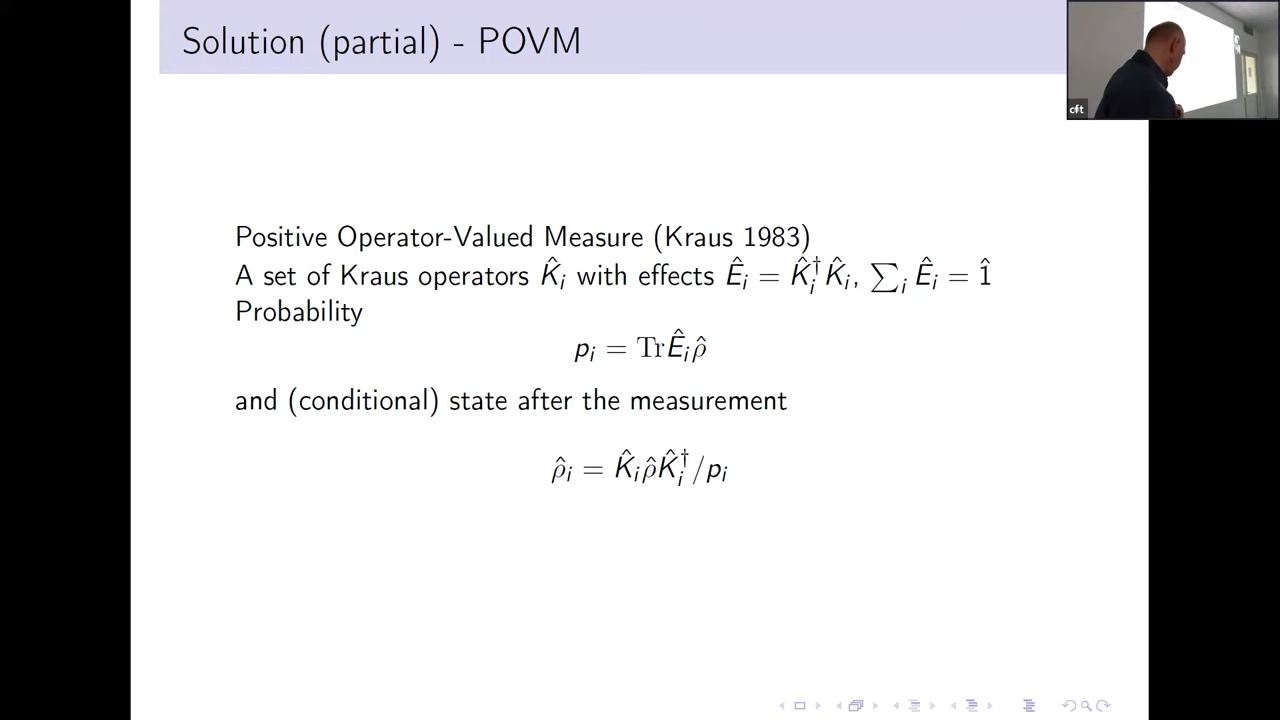 Solution (partial) - POVM
cft
Positive Operator-Valued Measure (Kraus 1983)
A set of Kraus operators K̂ᵢ with effects Êᵢ = K̂ᵢ†K̂ᵢ, ∑ᵢ Êᵢ = 1̂
Probability
pᵢ = TrÊᵢρ̂
and (conditional) state after the measurement
ρ̂ᵢ = K̂ᵢρ̂K̂ᵢ†/pᵢ